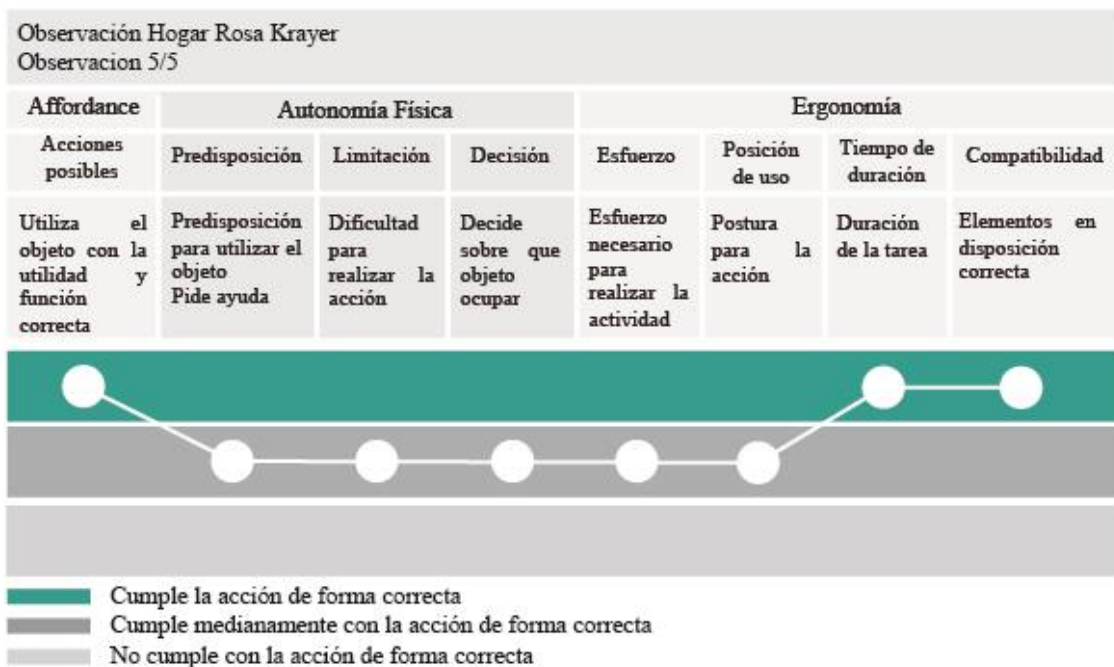 Observación Hogar Rosa Krayer
Observacion 5/5
Affordance
Autonomía Física
Ergonomía
Acciones
posibles
Predisposición
Limitación
Decisión
Esfuerzo
Posición
de uso
Tiempo de
duración
Compatibilidad
Utiliza el
objeto con la
utilidad y
función
correcta
Predisposición
para utilizar el
objeto
Pide ayuda
Dificultad
para
realizar la
acción
Decide
sobre que
objeto
ocupar
Esfuerzo
necesario
para
realizar la
actividad
Postura
para la
acción
Duración
de la tarea
Elementos en
disposición
correcta
Cumple la acción de forma correcta
Cumple medianamente con la acción de forma correcta
No cumple con la acción de forma correcta